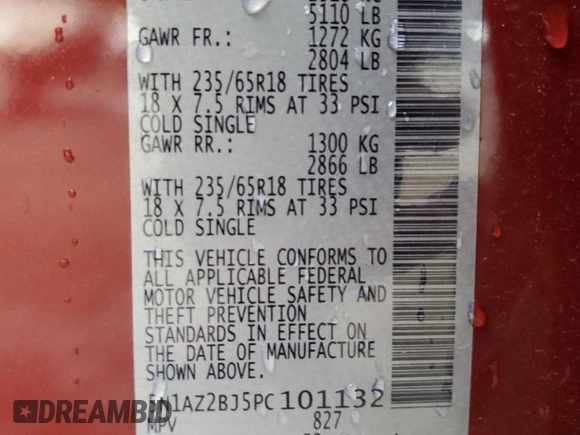 5110 LB
GAWR FR.: 1272 KG
2804 LB
WITH 235/65R18 TIRES
18 X 7.5 RIMS AT 33 PSI
COLD SINGLE
GAWR RR.: 1300 KG
2866 LB
WITH 235/65R18 TIRES
18 X 7.5 RIMS AT 33 PSI
COLD SINGLE
THIS VEHICLE CONFORMS TO
ALL APPLICABLE FEDERAL
MOTOR VEHICLE SAFETY AND
THEFT PREVENTION
STANDARDS IN EFFECT ON
THE DATE OF MANUFACTURE
SHOWN ABOVE.
5N1AZ2BJ5PC101132
MPV 827
AUTOBIDCAR